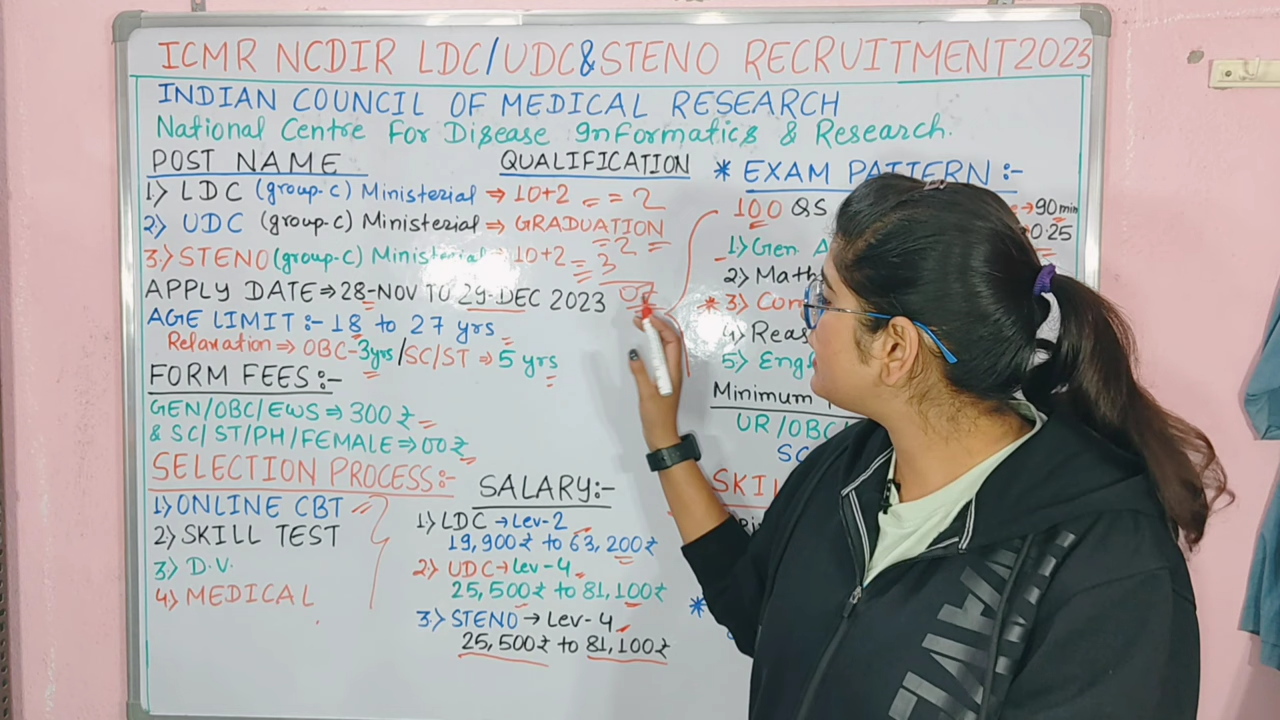 ICMR NCDIR LDC/UDC&STENO RECRUITMENT2023
INDIAN COUNCIL OF MEDICAL RESEARCH
National Centre For Disease Informatics & Research.
POST NAME QUALIFICATION
1) LDC (group-C) Ministerial ⇒ 10+2 = 2
2) UDC (group-C) Ministerial ⇒ GRADUATION
2
3) STENO (group-C) Ministerial ⇒ 10+2 = 3
07
APPLY DATE ⇒ 28-NOV TO 29-DEC 2023
AGE LIMIT :- 18 to 27 yrs
Relaxation ⇒ OBC-3yrs/SC/ST ⇒ 5 yrs
FORM FEES:-
GEN/OBC/EWS ⇒ 300 ₹
& SC/ST/PH/FEMALE ⇒ 00 ₹
SELECTION PROCESS:-
1) ONLINE CBT
2) SKILL TEST
3) D.V.
4) MEDICAL
SALARY:-
1) LDC → Lev-2
19,900₹ to 63,200₹
2) UDC → Lev-4
25,500₹ to 81,100₹
3) STENO → Lev-4
25,500₹ to 81,100₹
* EXAM PATTERN :-
100 QS → 90 min
0.25
1) Gen
2) Math
* 3) Com
4) Reas
5) Eng
Minimum
UR/OBC
SC
SKIL
*